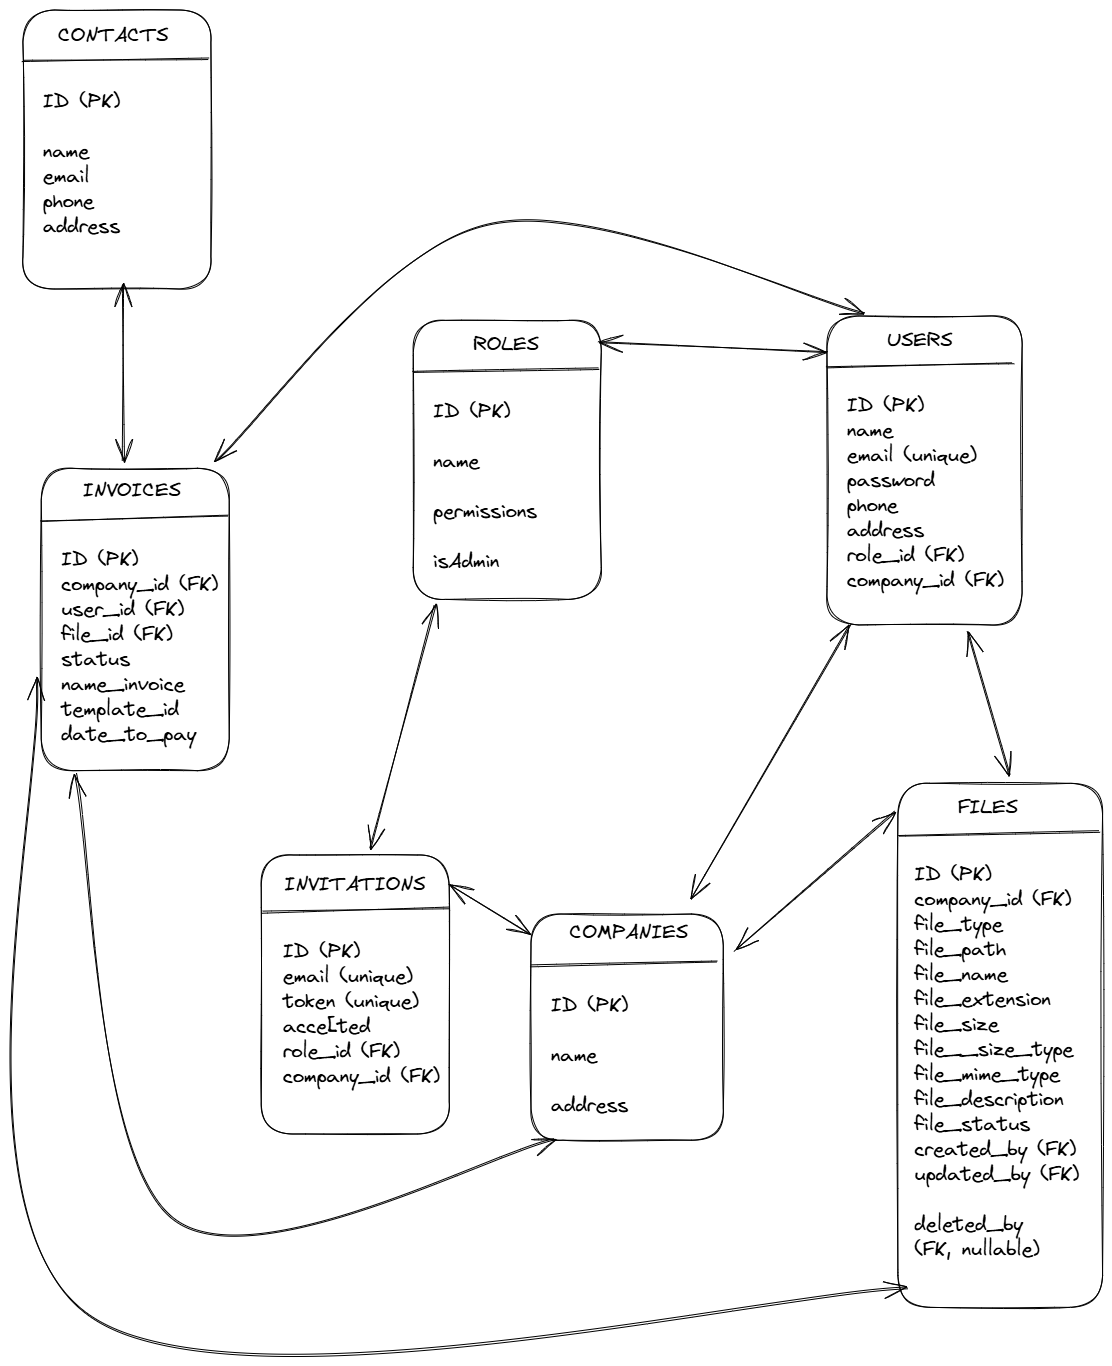 CONTACTS
ID (PK)
name
email
phone
address
ROLES
ID (PK)
name
permissions
isAdmin
USERS
ID (PK)
name
email (unique)
password
phone
address
role_id (FK)
company_id (FK)
INVOICES
ID (PK)
company_id (FK)
user_id (FK)
file_id (FK)
status
name_invoice
template_id
date_to_pay
INVITATIONS
ID (PK)
email (unique)
token (unique)
acce[ted
role_id (FK)
company_id (FK)
COMPANIES
ID (PK)
name
address
FILES
ID (PK)
company_id (FK)
file_type
file_path
file_name
file_extension
file_size
file__size_type
file_mime_type
file_description
file_status
created_by (FK)
updated_by (FK)
deleted_by
(FK, nullable)